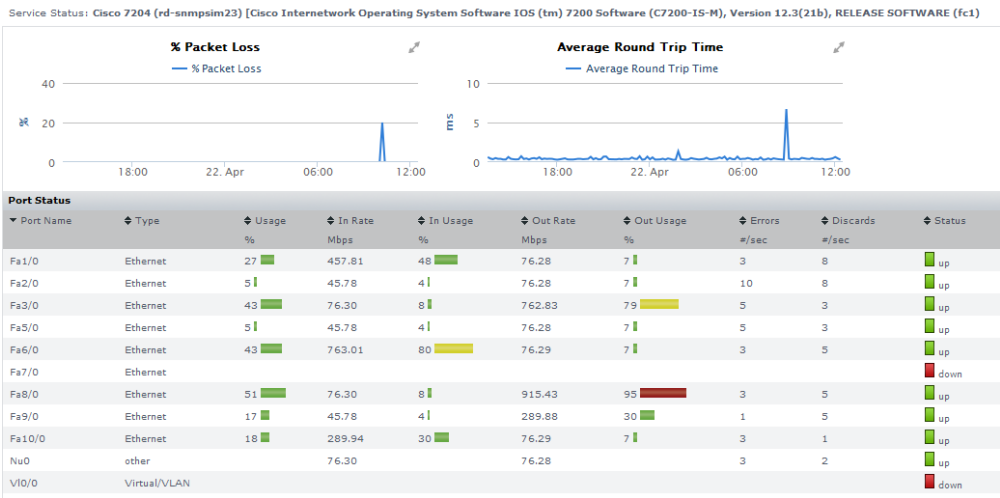 Service Status: Cisco 7204 (rd-snmpsim23) [Cisco Internetwork Operating System Software IOS (tm) 7200 Software (C7200-IS-M), Version 12.3(21b), RELEASE SOFTWARE (fc1)
% Packet Loss
% Packet Loss
40
20
0
%
18:00 22. Apr 06:00 12:00
Average Round Trip Time
Average Round Trip Time
10
5
0
ms
18:00 22. Apr 06:00 12:00
Port Status
Port Name Type Usage In Rate In Usage Out Rate Out Usage Errors Discards Status
% Mbps % Mbps % #/sec #/sec
Fa1/0 Ethernet 27 457.81 48 76.28 7 3 8 up
Fa2/0 Ethernet 5 45.78 4 76.28 7 10 8 up
Fa3/0 Ethernet 43 76.30 8 762.83 79 5 3 up
Fa5/0 Ethernet 5 45.78 4 76.28 7 5 3 up
Fa6/0 Ethernet 43 763.01 80 76.29 7 3 5 up
Fa7/0 Ethernet down
Fa8/0 Ethernet 51 76.30 8 915.43 95 3 5 up
Fa9/0 Ethernet 17 45.78 4 289.88 30 1 5 up
Fa10/0 Ethernet 18 289.94 30 76.29 7 3 1 up
Nu0 other 76.30 76.28 3 2 up
Vl0/0 Virtual/VLAN down